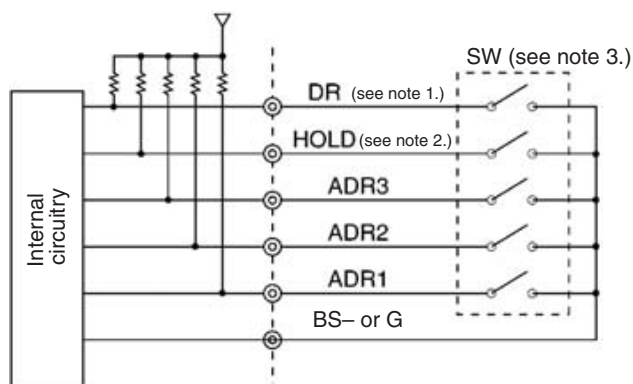 SW (see note 3.)
DR (see note 1.)
HOLD (see note 2.)
ADR3
Internal
circuitry
ADR2
ADR1
BS– or G